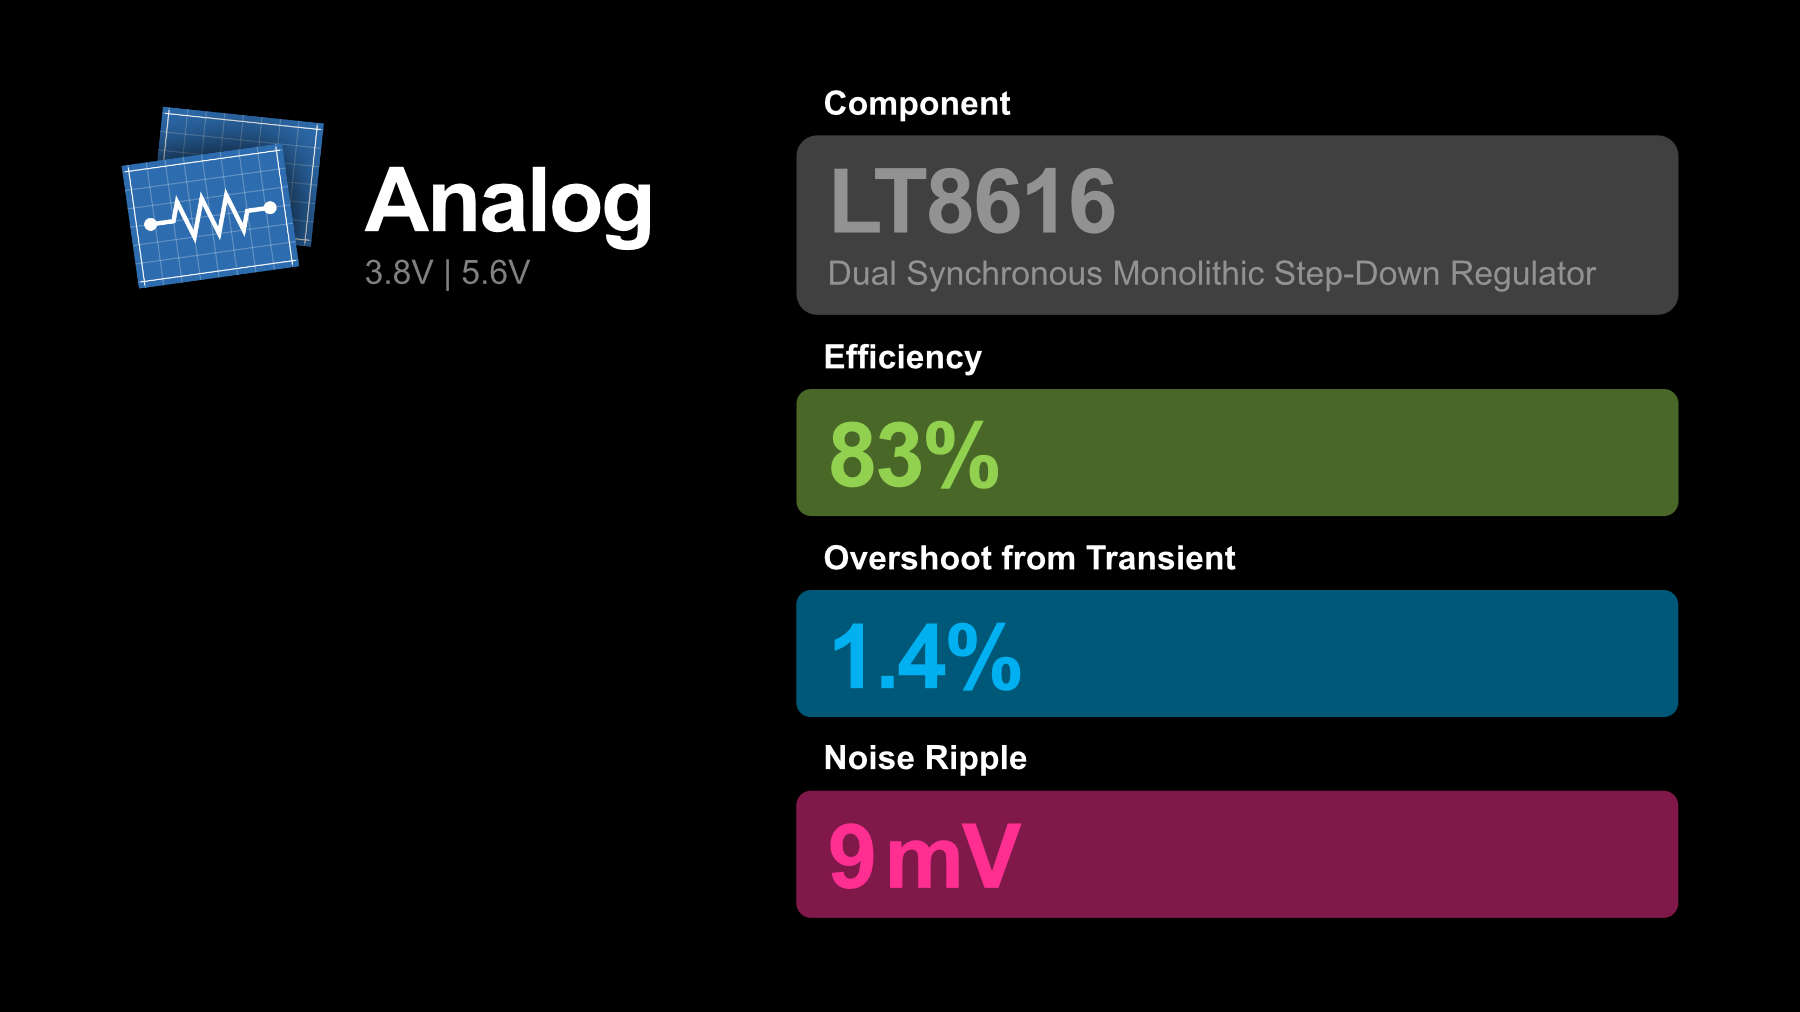 Analog
3.8V | 5.6V
Component
LT8616
Dual Synchronous Monolithic Step-Down Regulator
Efficiency
83%
Overshoot from Transient
1.4%
Noise Ripple
9 mV